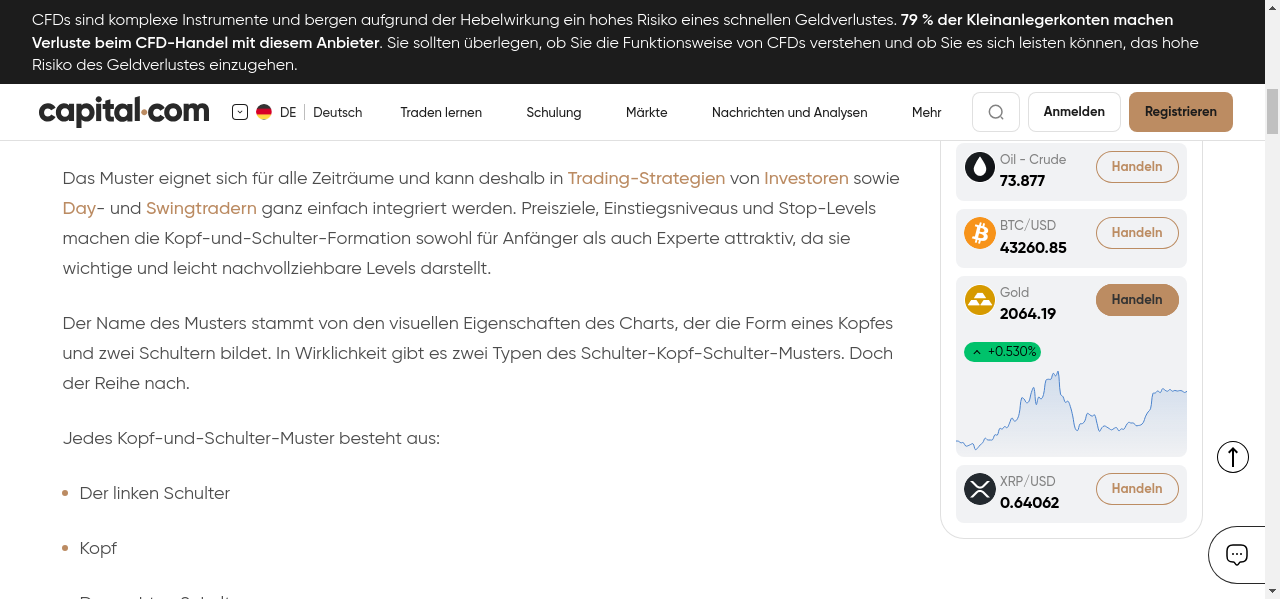 CFDs sind komplexe Instrumente und bergen aufgrund der Hebelwirkung ein hohes Risiko eines schnellen Geldverlustes. 79 % der Kleinanlegerkonten machen
Verluste beim CFD-Handel mit diesem Anbieter. Sie sollten überlegen, ob Sie die Funktionsweise von CFDs verstehen und ob Sie es sich leisten können, das hohe
Risiko des Geldverlustes einzugehen.
capital.com DE Deutsch Traden lernen Schulung Märkte Nachrichten und Analysen Mehr Anmelden Registrieren
Das Muster eignet sich für alle Zeiträume und kann deshalb in Trading-Strategien von Investoren sowie
Day- und Swingtradern ganz einfach integriert werden. Preisziele, Einstiegsniveaus und Stop-Levels
machen die Kopf-und-Schulter-Formation sowohl für Anfänger als auch Experte attraktiv, da sie
wichtige und leicht nachvollziehbare Levels darstellt.
Der Name des Musters stammt von den visuellen Eigenschaften des Charts, der die Form eines Kopfes
und zwei Schultern bildet. In Wirklichkeit gibt es zwei Typen des Schulter-Kopf-Schulter-Musters. Doch
der Reihe nach.
Jedes Kopf-und-Schulter-Muster besteht aus:
Der linken Schulter
Kopf
Oil - Crude
73.877
Handeln
BTC/USD
43260.85
Handeln
Gold
2064.19
Handeln
+0.530%
XRP/USD
0.64062
Handeln